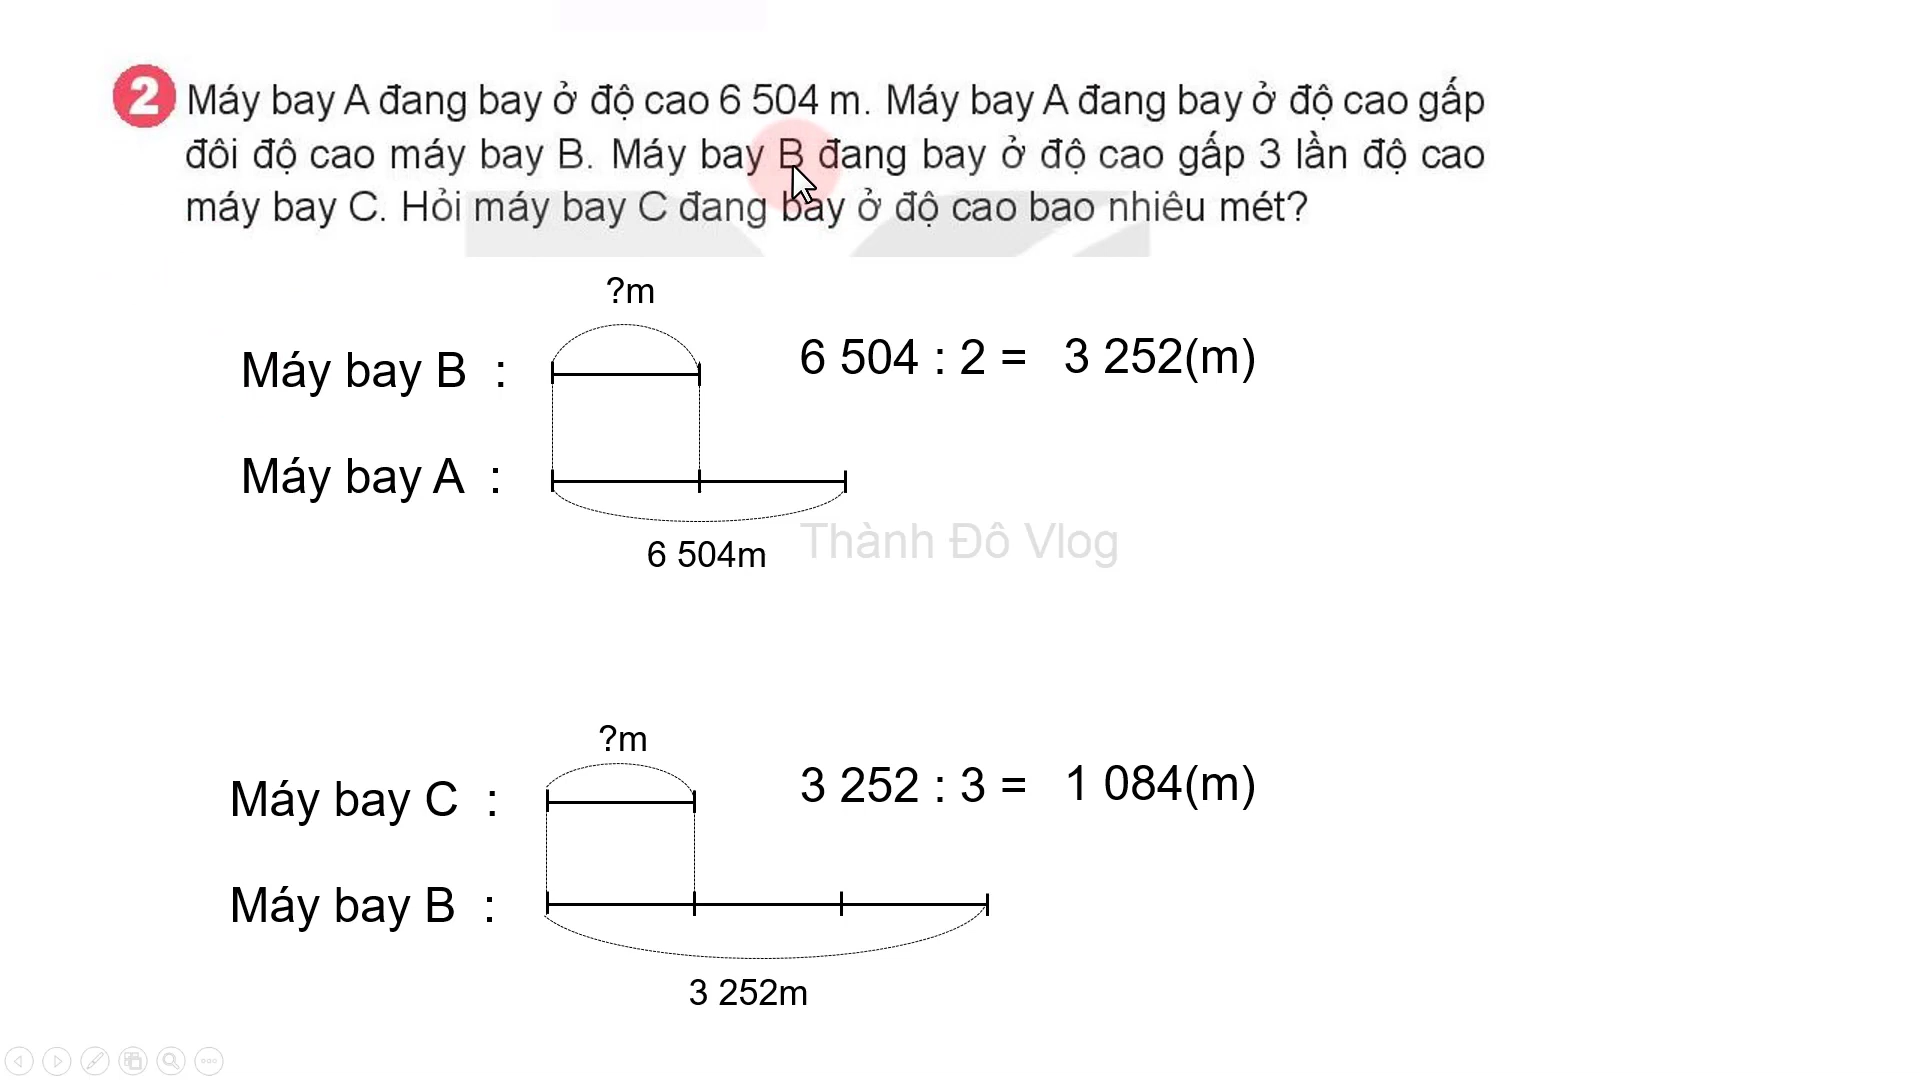 2 Máy bay A đang bay ở độ cao 6 504 m. Máy bay A đang bay ở độ cao gấp
đôi độ cao máy bay B. Máy bay B đang bay ở độ cao gấp 3 lần độ cao
máy bay C. Hỏi máy bay C đang bay ở độ cao bao nhiêu mét?
?m
Máy bay B :
6 504 : 2 = 3 252(m)
Máy bay A :
6 504m
Thành Đô Vlog
?m
Máy bay C :
3 252 : 3 = 1 084(m)
Máy bay B :
3 252m